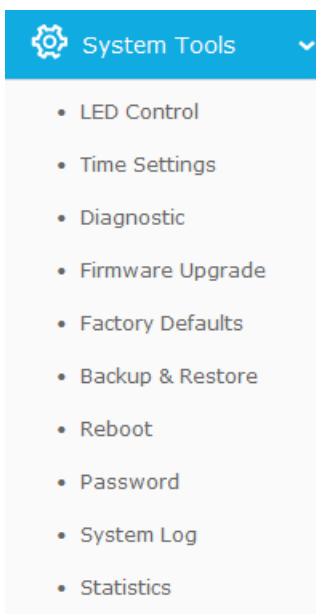 System Tools
LED Control
Time Settings
Diagnostic
Firmware Upgrade
Factory Defaults
Backup & Restore
Reboot
Password
System Log
Statistics